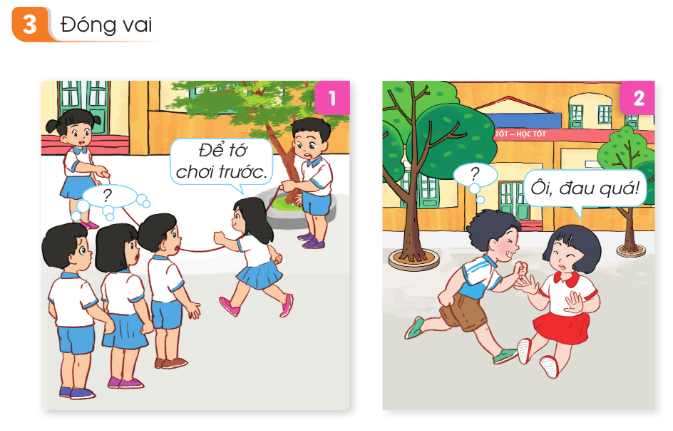 3 Đóng vai
1
Để tớ
chơi trước.
?
2
TỐT – HỌC TỐT
?
Ôi, đau quá!